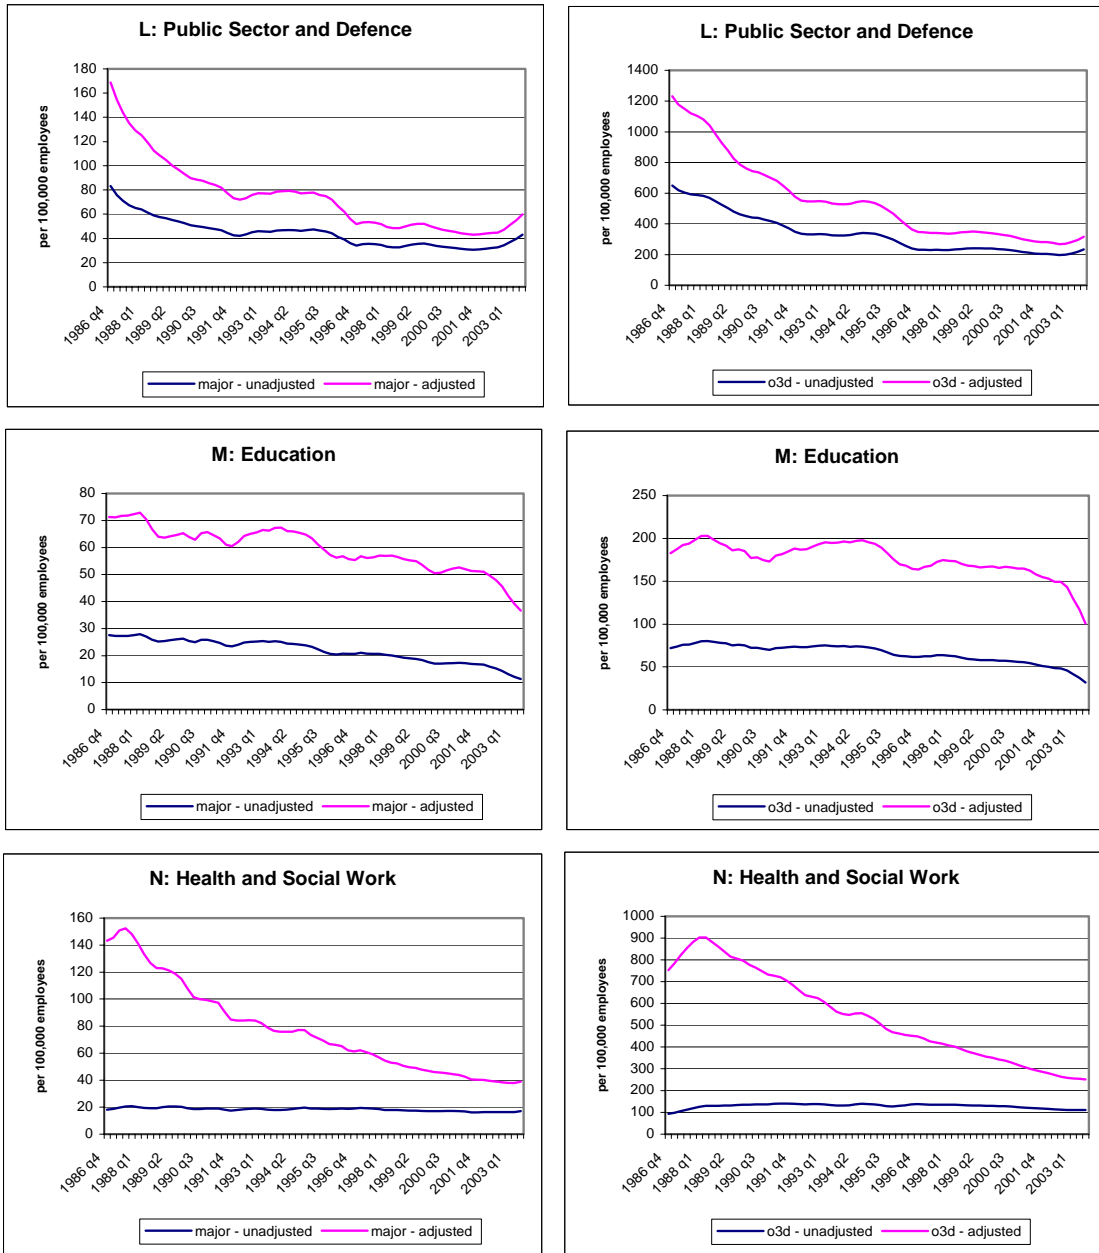 L: Public Sector and Defence
per 100,000 employees
180
160
140
120
100
80
60
40
20
0
1986 q4
1988 q1
1989 q2
1990 q3
1991 q4
1993 q1
1994 q2
1995 q3
1996 q4
1998 q1
1999 q2
2000 q3
2001 q4
2003 q1
major - unadjusted
major - adjusted
L: Public Sector and Defence
per 100,000 employees
1400
1200
1000
800
600
400
200
0
1986 q4
1988 q1
1989 q2
1990 q3
1991 q4
1993 q1
1994 q2
1995 q3
1996 q4
1998 q1
1999 q2
2000 q3
2001 q4
2003 q1
o3d - unadjusted
o3d - adjusted
M: Education
per 100,000 employees
80
70
60
50
40
30
20
10
0
1986 q4
1988 q1
1989 q2
1990 q3
1991 q4
1993 q1
1994 q2
1995 q3
1996 q4
1998 q1
1999 q2
2000 q3
2001 q4
2003 q1
major - unadjusted
major - adjusted
M: Education
per 100,000 employees
250
200
150
100
50
0
1986 q4
1988 q1
1989 q2
1990 q3
1991 q4
1993 q1
1994 q2
1995 q3
1996 q4
1998 q1
1999 q2
2000 q3
2001 q4
2003 q1
o3d - unadjusted
o3d - adjusted
N: Health and Social Work
per 100,000 employees
160
140
120
100
80
60
40
20
0
1986 q4
1988 q1
1989 q2
1990 q3
1991 q4
1993 q1
1994 q2
1995 q3
1996 q4
1998 q1
1999 q2
2000 q3
2001 q4
2003 q1
major - unadjusted
major - adjusted
N: Health and Social Work
per 100,000 employees
1000
900
800
700
600
500
400
300
200
100
0
1986 q4
1988 q1
1989 q2
1990 q3
1991 q4
1993 q1
1994 q2
1995 q3
1996 q4
1998 q1
1999 q2
2000 q3
2001 q4
2003 q1
o3d - unadjusted
o3d - adjusted